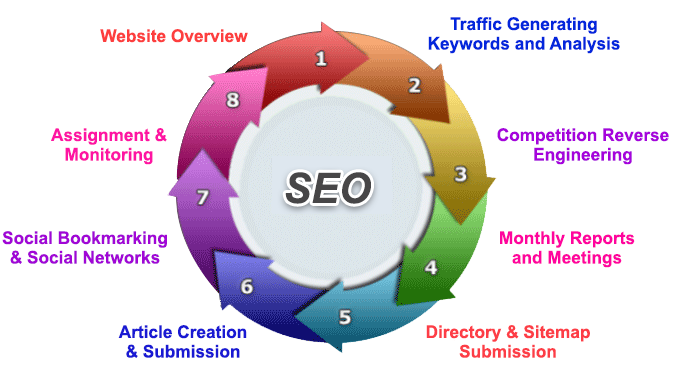 Website Overview
Traffic Generating
Keywords and Analysis
Competition Reverse
Engineering
Monthly Reports
and Meetings
Directory & Sitemap
Submission
Article Creation
& Submission
Social Bookmarking
& Social Networks
Assignment &
Monitoring
1
2
3
4
5
6
7
8
SEO